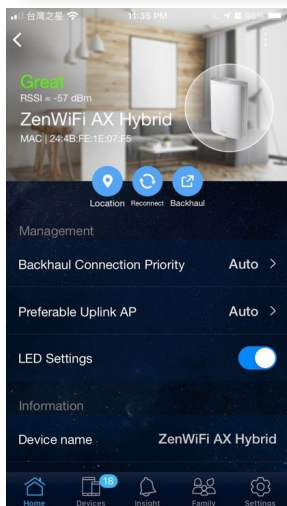 台灣之星 11:35 PM 99%
Great
RSSI = -57 dBm
ZenWiFi AX Hybrid
MAC | 24:4B:FE:1E:07:F5
Location Reconnect Backhaul
Management
Backhaul Connection Priority Auto >
Preferable Uplink AP Auto >
LED Settings
Information
Device name ZenWiFi AX Hybrid
18
Home Devices Insight Family Settings